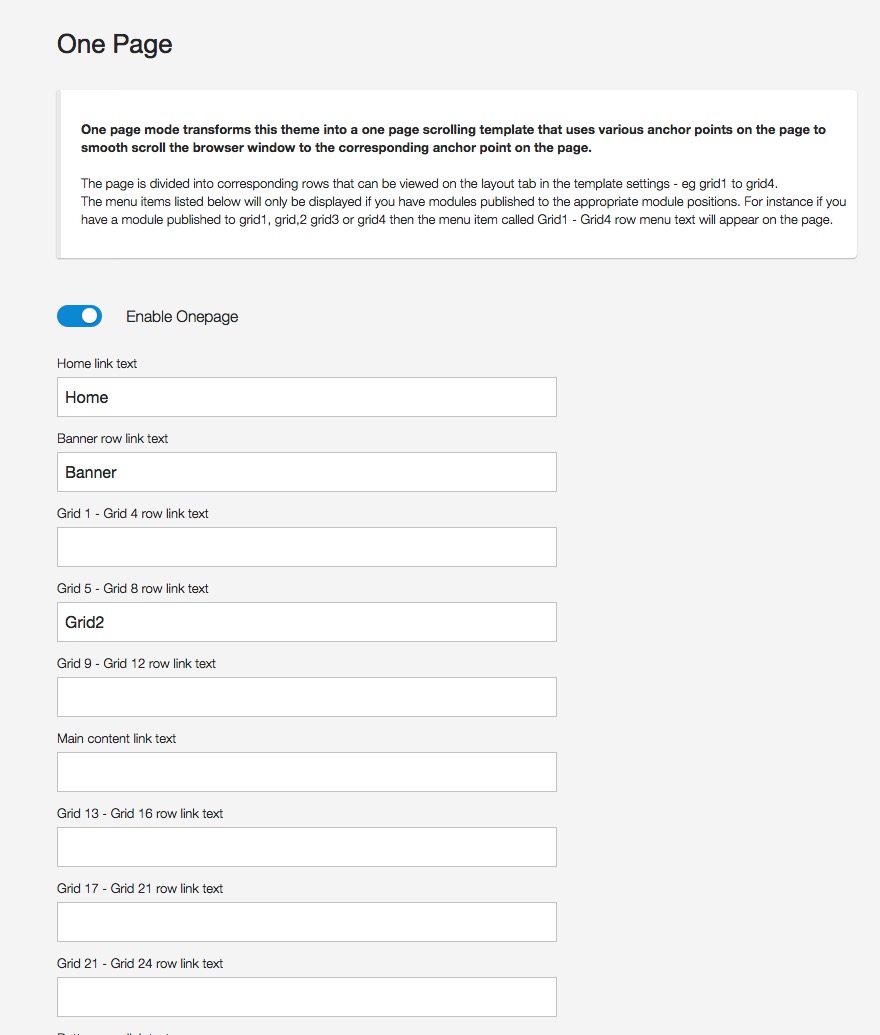 One Page
One page mode transforms this theme into a one page scrolling template that uses various anchor points on the page to
smooth scroll the browser window to the corresponding anchor point on the page.
The page is divided into corresponding rows that can be viewed on the layout tab in the template settings - eg grid1 to grid4.
The menu items listed below will only be displayed if you have modules published to the appropriate module positions. For instance if you
have a module published to grid1, grid,2 grid3 or grid4 then the menu item called Grid1 - Grid4 row menu text will appear on the page.
Enable Onepage
Home link text
Home
Banner row link text
Banner
Grid 1 - Grid 4 row link text
Grid 5 - Grid 8 row link text
Grid2
Grid 9 - Grid 12 row link text
Main content link text
Grid 13 - Grid 16 row link text
Grid 17 - Grid 21 row link text
Grid 21 - Grid 24 row link text